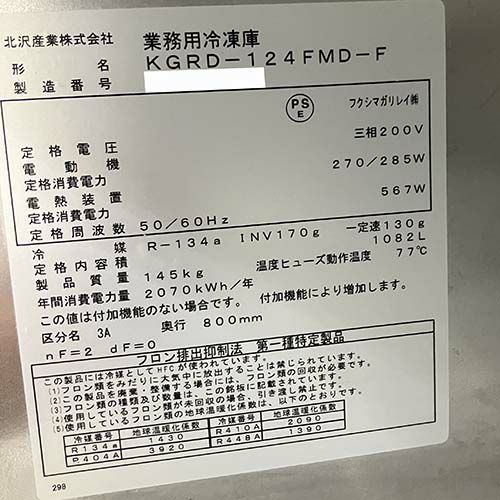 北沢産業株式会社 業務用冷凍庫
形名 KGRD-124FMD-F
製造番号
PS E フクシマガリレイ㈱
定格電圧 三相200V
電動機
定格消費電力 270/285W
電熱装置
定格消費電力 567W
定格周波数 50/60Hz
冷媒 R-134a INV170g 一定速130g
定格内容積 1082L
製品質量 145kg 温度ヒューズ動作温度 77℃
年間消費電力量 2070kWh/年
この値は付加機能のない場合です。付加機能により増加します。
区分名 3A 奥行 800mm
nF=2 dF=0
フロン排出抑制法 第一種特定製品
この製品には冷媒としてHFCが使われています。
(1)フロン類をみだりに大気中に放出することは禁じられています。
(2)この製品を廃棄、整備する場合には、フロン類の回収が必要です。
(3)フロン類の種類及び数量は、この銘板に記載されています。
(4)使用しているフロン類が未回収の場合、引き渡し禁止です。
(5)使用しているフロン類の地球温暖化係数は、以下のとおりです。
冷媒番号 地球温暖化係数 冷媒番号 地球温暖化係数
R134a 1430 R410A 2090
R404A 3920 R448A 1390
298